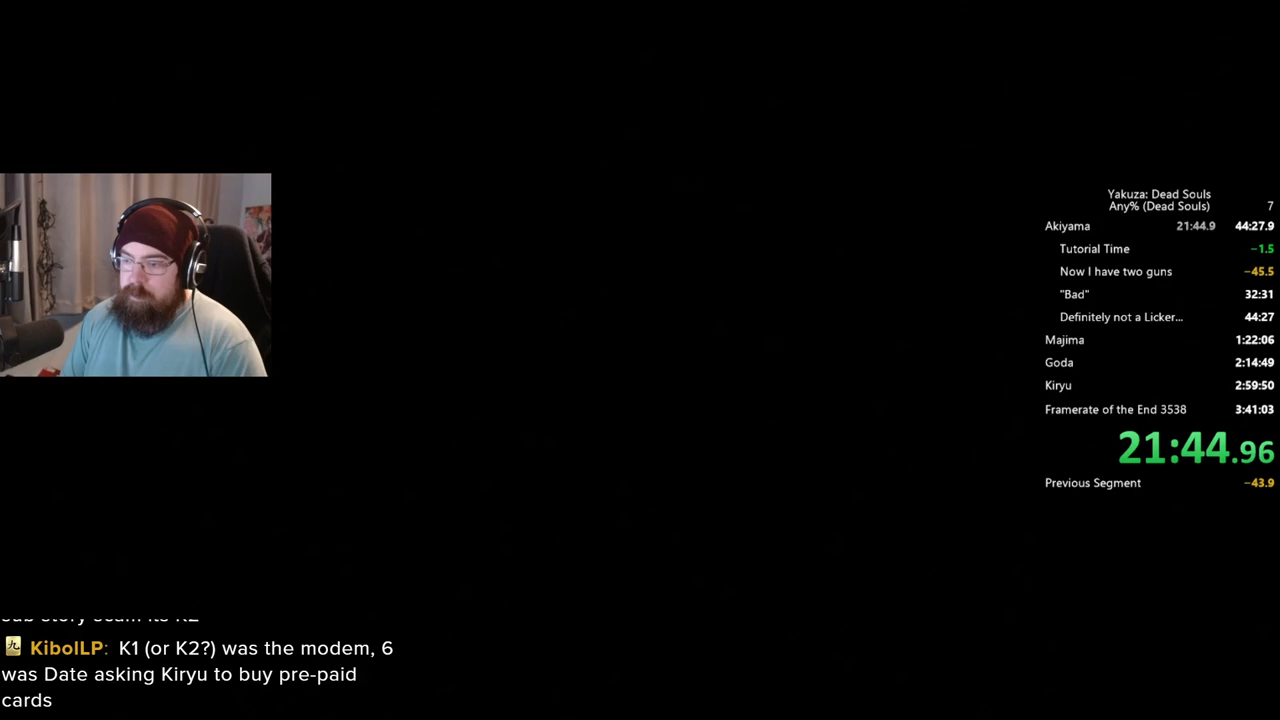 Yakuza: Dead Souls
Any% (Dead Souls) 7
Akiyama 21:44.9 44:27.9
Tutorial Time −1.5
Now I have two guns −45.5
"Bad" 32:31
Definitely not a Licker... 44:27
Majima 1:22:06
Goda 2:14:49
Kiryu 2:59:50
Framerate of the End 3538 3:41:03
21:44.96
Previous Segment −43.9
KibolLP: K1 (or K2?) was the modem, 6
was Date asking Kiryu to buy pre-paid
cards